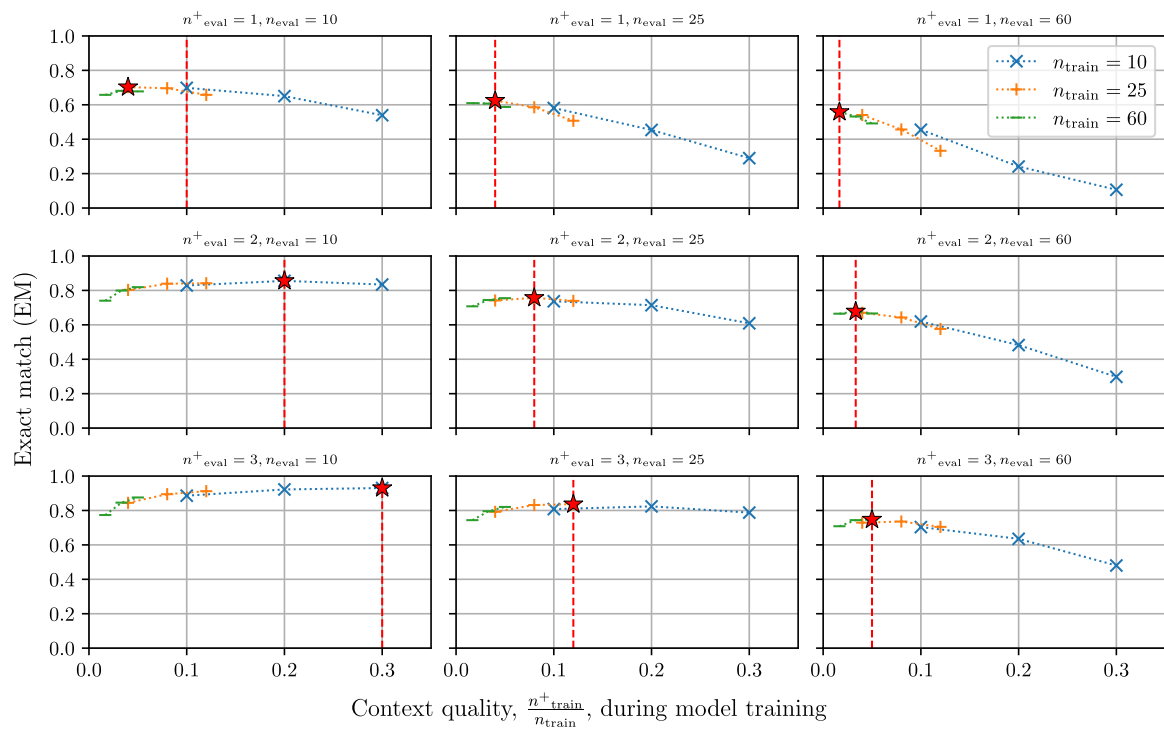 n⁺eval = 1, neval = 10
n⁺eval = 1, neval = 25
n⁺eval = 1, neval = 60
1.0
0.8
0.6
0.4
0.2
0.0
ntrain = 10
ntrain = 25
ntrain = 60
n⁺eval = 2, neval = 10
n⁺eval = 2, neval = 25
n⁺eval = 2, neval = 60
1.0
0.8
0.6
0.4
0.2
0.0
Exact match (EM)
n⁺eval = 3, neval = 10
n⁺eval = 3, neval = 25
n⁺eval = 3, neval = 60
1.0
0.8
0.6
0.4
0.2
0.0
0.0 0.1 0.2 0.3
0.0 0.1 0.2 0.3
0.0 0.1 0.2 0.3
Context quality, n⁺train/ntrain, during model training